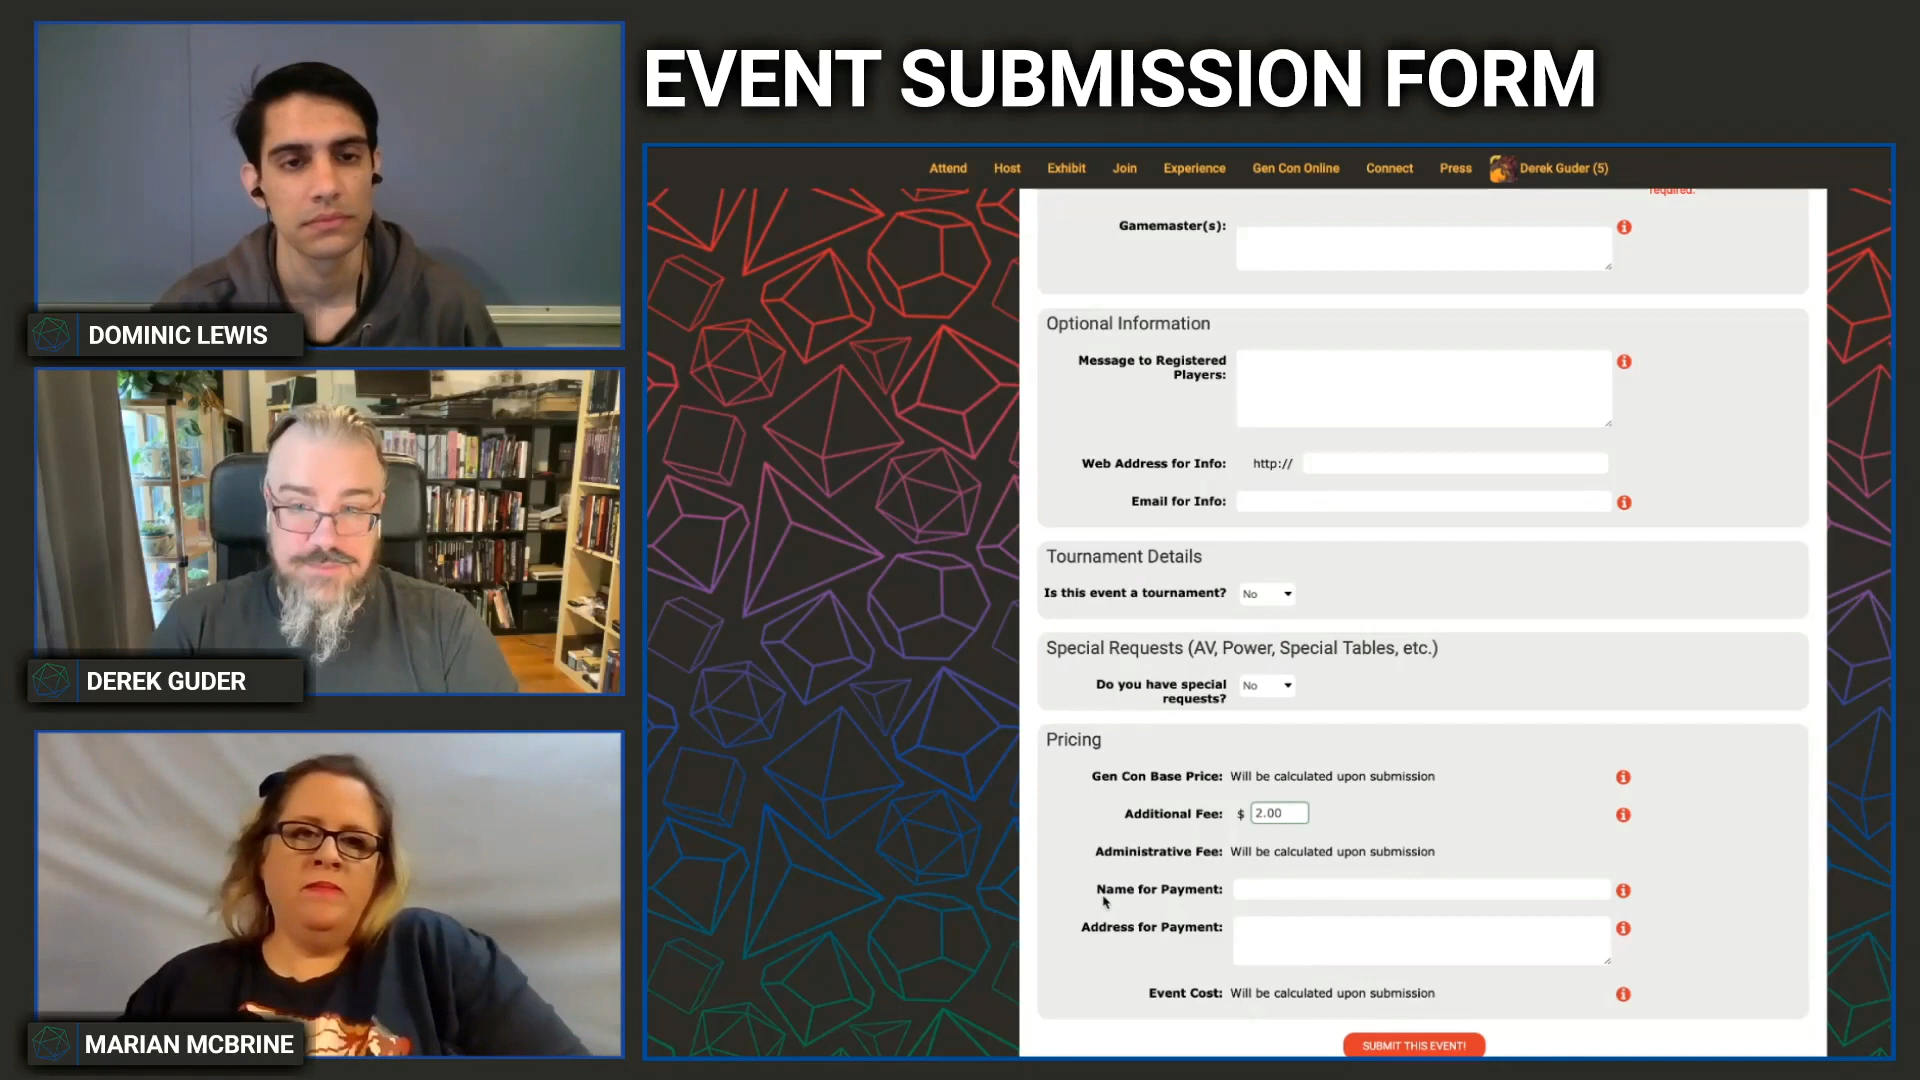 EVENT SUBMISSION FORM
DOMINIC LEWIS
DEREK GUDER
MARIAN MCBRINE
Attend Host Exhibit Join Experience Gen Con Online Connect Press Derek Guder (5)
required.
Gamemaster(s):
Optional Information
Message to Registered
Players:
Web Address for Info: http://
Email for Info:
Tournament Details
Is this event a tournament? No
Special Requests (AV, Power, Special Tables, etc.)
Do you have special
requests? No
Pricing
Gen Con Base Price: Will be calculated upon submission
Additional Fee: $ 2.00
Administrative Fee: Will be calculated upon submission
Name for Payment:
Address for Payment:
Event Cost: Will be calculated upon submission
SUBMIT THIS EVENT!